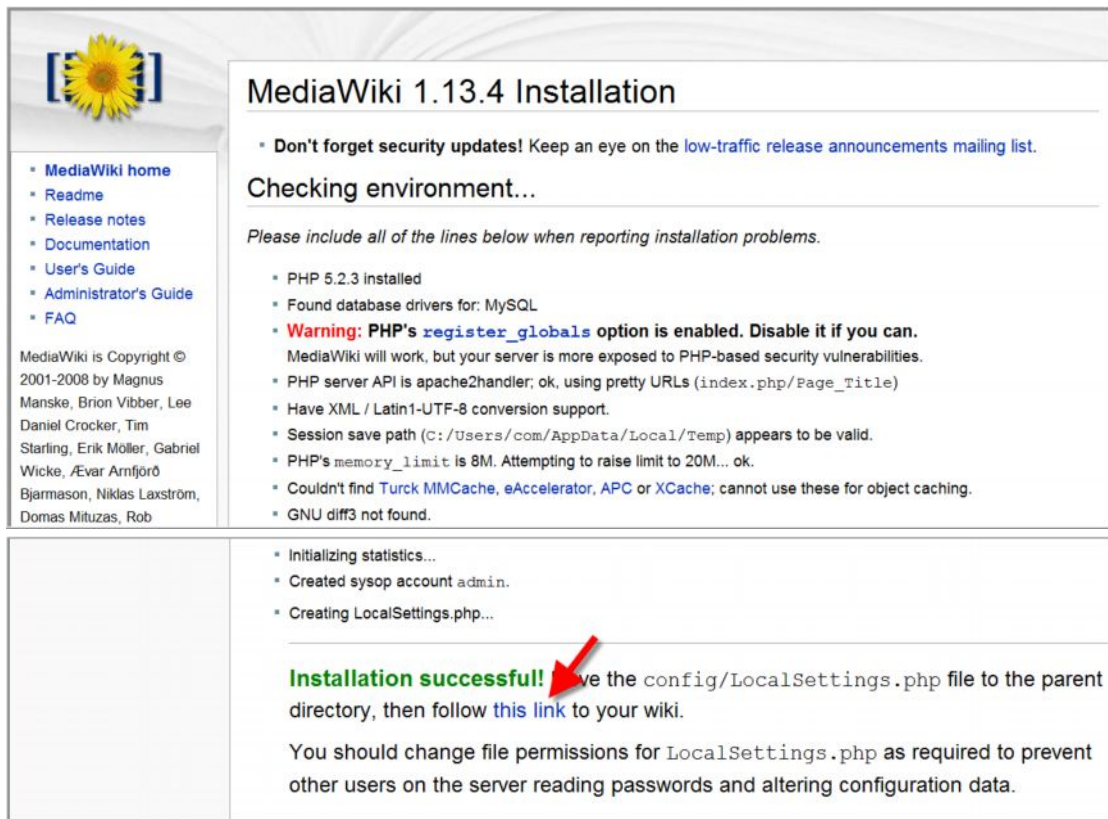 MediaWiki 1.13.4 Installation
Don't forget security updates! Keep an eye on the low-traffic release announcements mailing list.
Checking environment...
Please include all of the lines below when reporting installation problems.
PHP 5.2.3 installed
Found database drivers for: MySQL
Warning: PHP's register_globals option is enabled. Disable it if you can.
MediaWiki will work, but your server is more exposed to PHP-based security vulnerabilities.
PHP server API is apache2handler; ok, using pretty URLs (index.php/Page_Title)
Have XML / Latin1-UTF-8 conversion support.
Session save path (C:/Users/com/AppData/Local/Temp) appears to be valid.
PHP's memory_limit is 8M. Attempting to raise limit to 20M... ok.
Couldn't find Turck MMCache, eAccelerator, APC or XCache; cannot use these for object caching.
GNU diff3 not found.
MediaWiki home
Readme
Release notes
Documentation
User's Guide
Administrator's Guide
FAQ
MediaWiki is Copyright ©
2001-2008 by Magnus
Manske, Brion Vibber, Lee
Daniel Crocker, Tim
Starling, Erik Möller, Gabriel
Wicke, Ævar Arnfjörð
Bjarmason, Niklas Laxström,
Domas Mituzas, Rob
Initializing statistics...
Created sysop account admin.
Creating LocalSettings.php...
Installation successful! the config/LocalSettings.php file to the parent
directory, then follow this link to your wiki.
You should change file permissions for LocalSettings.php as required to prevent
other users on the server reading passwords and altering configuration data.